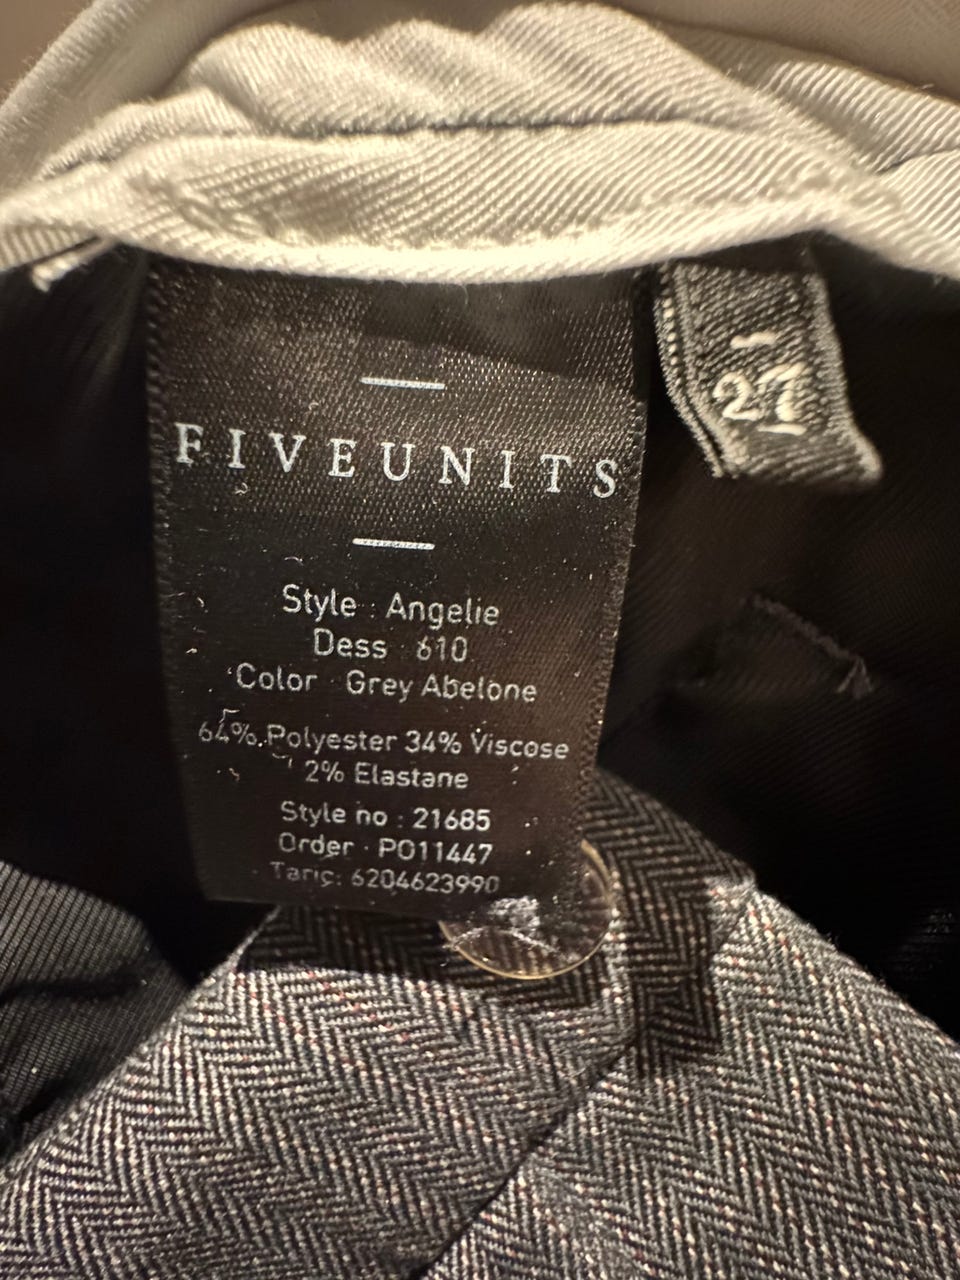 FIVEUNITS
Style : Angelie
Dess : 610
Color : Grey Abelone
64% Polyester 34% Viscose
2% Elastane
Style no : 21685
Order : PO11447
Taric: 6204623990
27